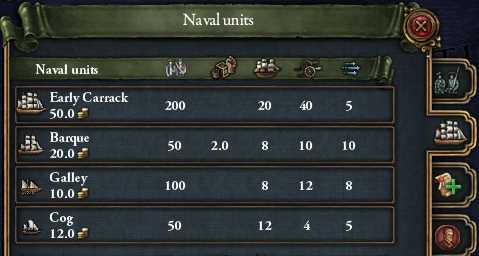 Naval units
Naval units
Early Carrack
50.0
200 20 40 5
Barque
20.0
50 2.0 8 10 10
Galley
10.0
100 8 12 8
Cog
12.0
50 12 4 5